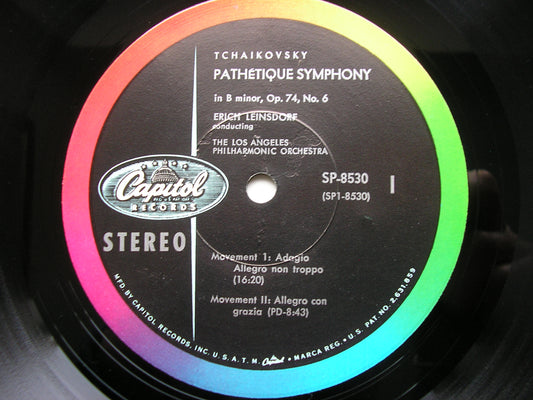 TCHAIKOVSKY
PATHÉTIQUE SYMPHONY
in B minor, Op. 74, No. 6
ERICH LEINSDORF
conducting
THE LOS ANGELES
PHILHARMONIC ORCHESTRA
SP-8530
I
(SP1-8530)
Capitol
RECORDS
STEREO
Movement I: Adagio
Allegro non troppo
(16:20)
Movement II: Allegro con
grazia (PD-8:43)
MFD. BY CAPITOL RECORDS, INC. U.S.A. T.M. Capitol MARCA REG. U.S. PAT. NO. 2,631,859